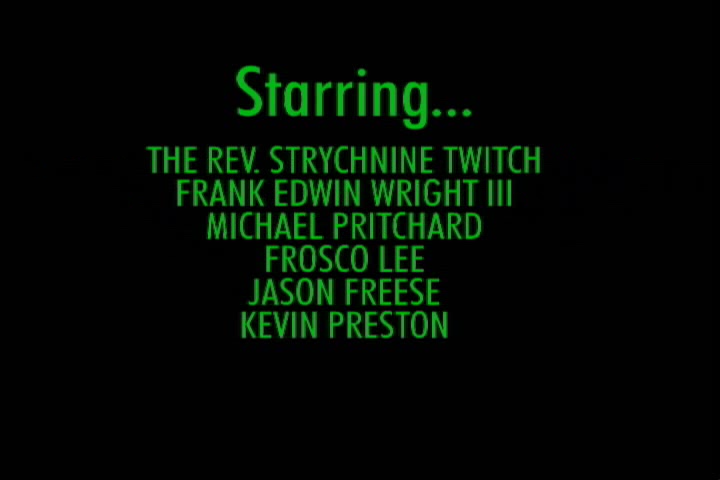 Starring...
THE REV. STRYCHNINE TWITCH
FRANK EDWIN WRIGHT III
MICHAEL PRITCHARD
FROSCO LEE
JASON FREESE
KEVIN PRESTON